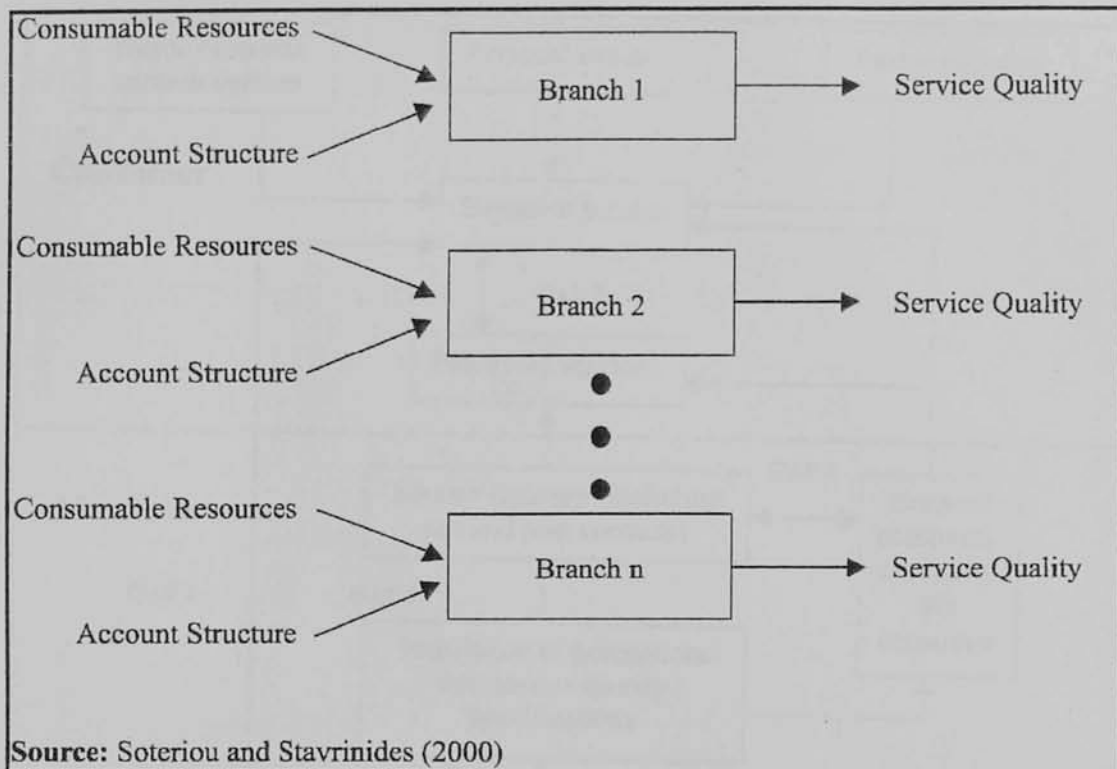 Consumable Resources
Branch 1
Service Quality
Account Structure
Consumable Resources
Branch 2
Service Quality
Account Structure
Consumable Resources
Branch n
Service Quality
Account Structure
Source: Soteriou and Stavrinides (2000)